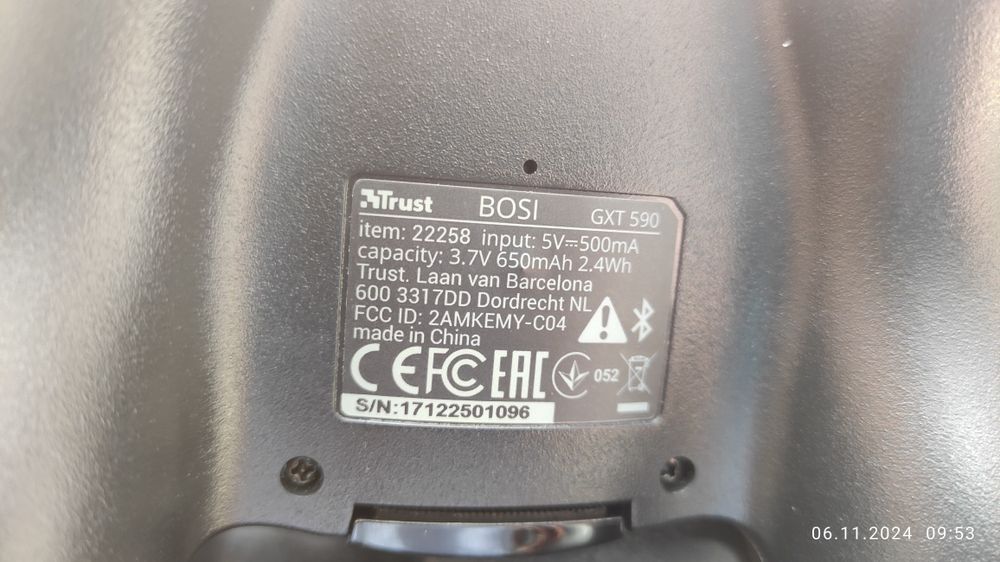 Trust BOSI GXT 590
item: 22258 input: 5V⎓500mA
capacity: 3.7V 650mAh 2.4Wh
Trust. Laan van Barcelona
600 3317DD Dordrecht NL
FCC ID: 2AMKEMY-C04
made in China
CE FC EAC 052
S/N:17122501096
06.11.2024 09:53